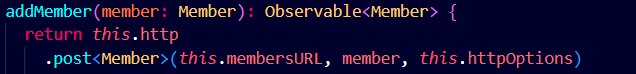 addMember(member: Member): Observable<Member> {
return this.http
.post<Member>(this.membersURL, member, this.httpOptions)